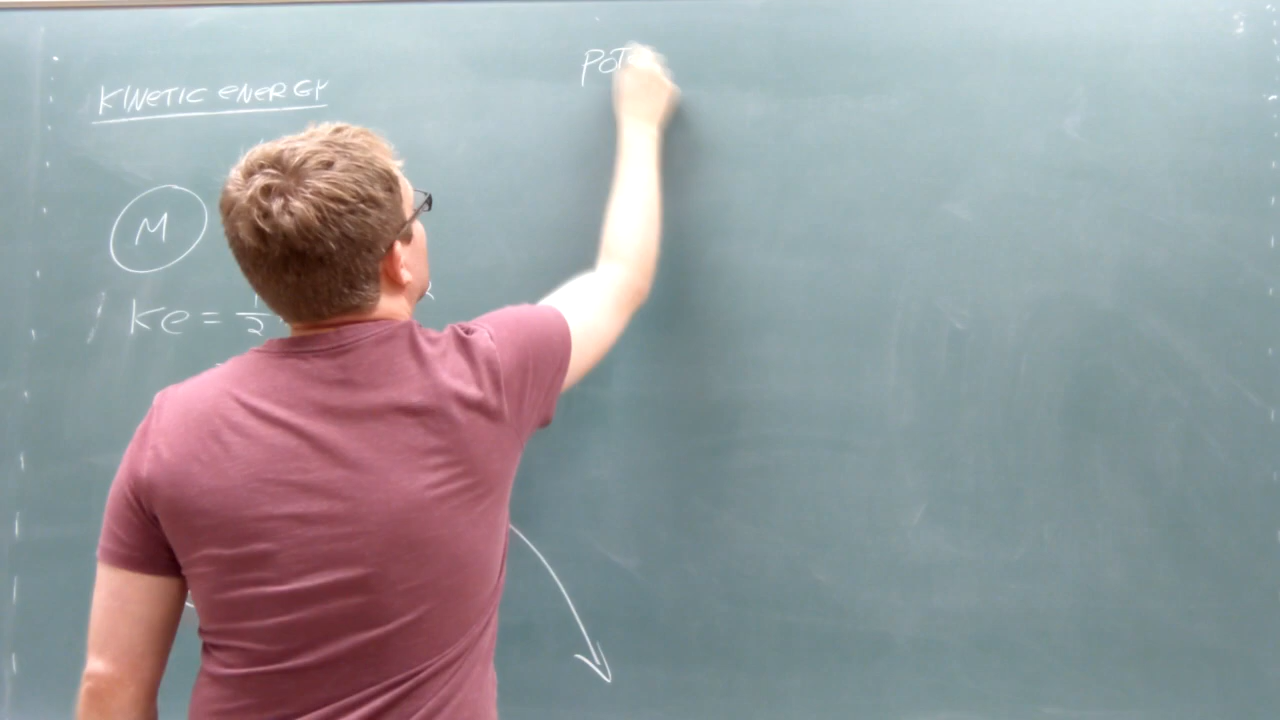 KINETIC ENERGY
POT
M
Ke = 1/2